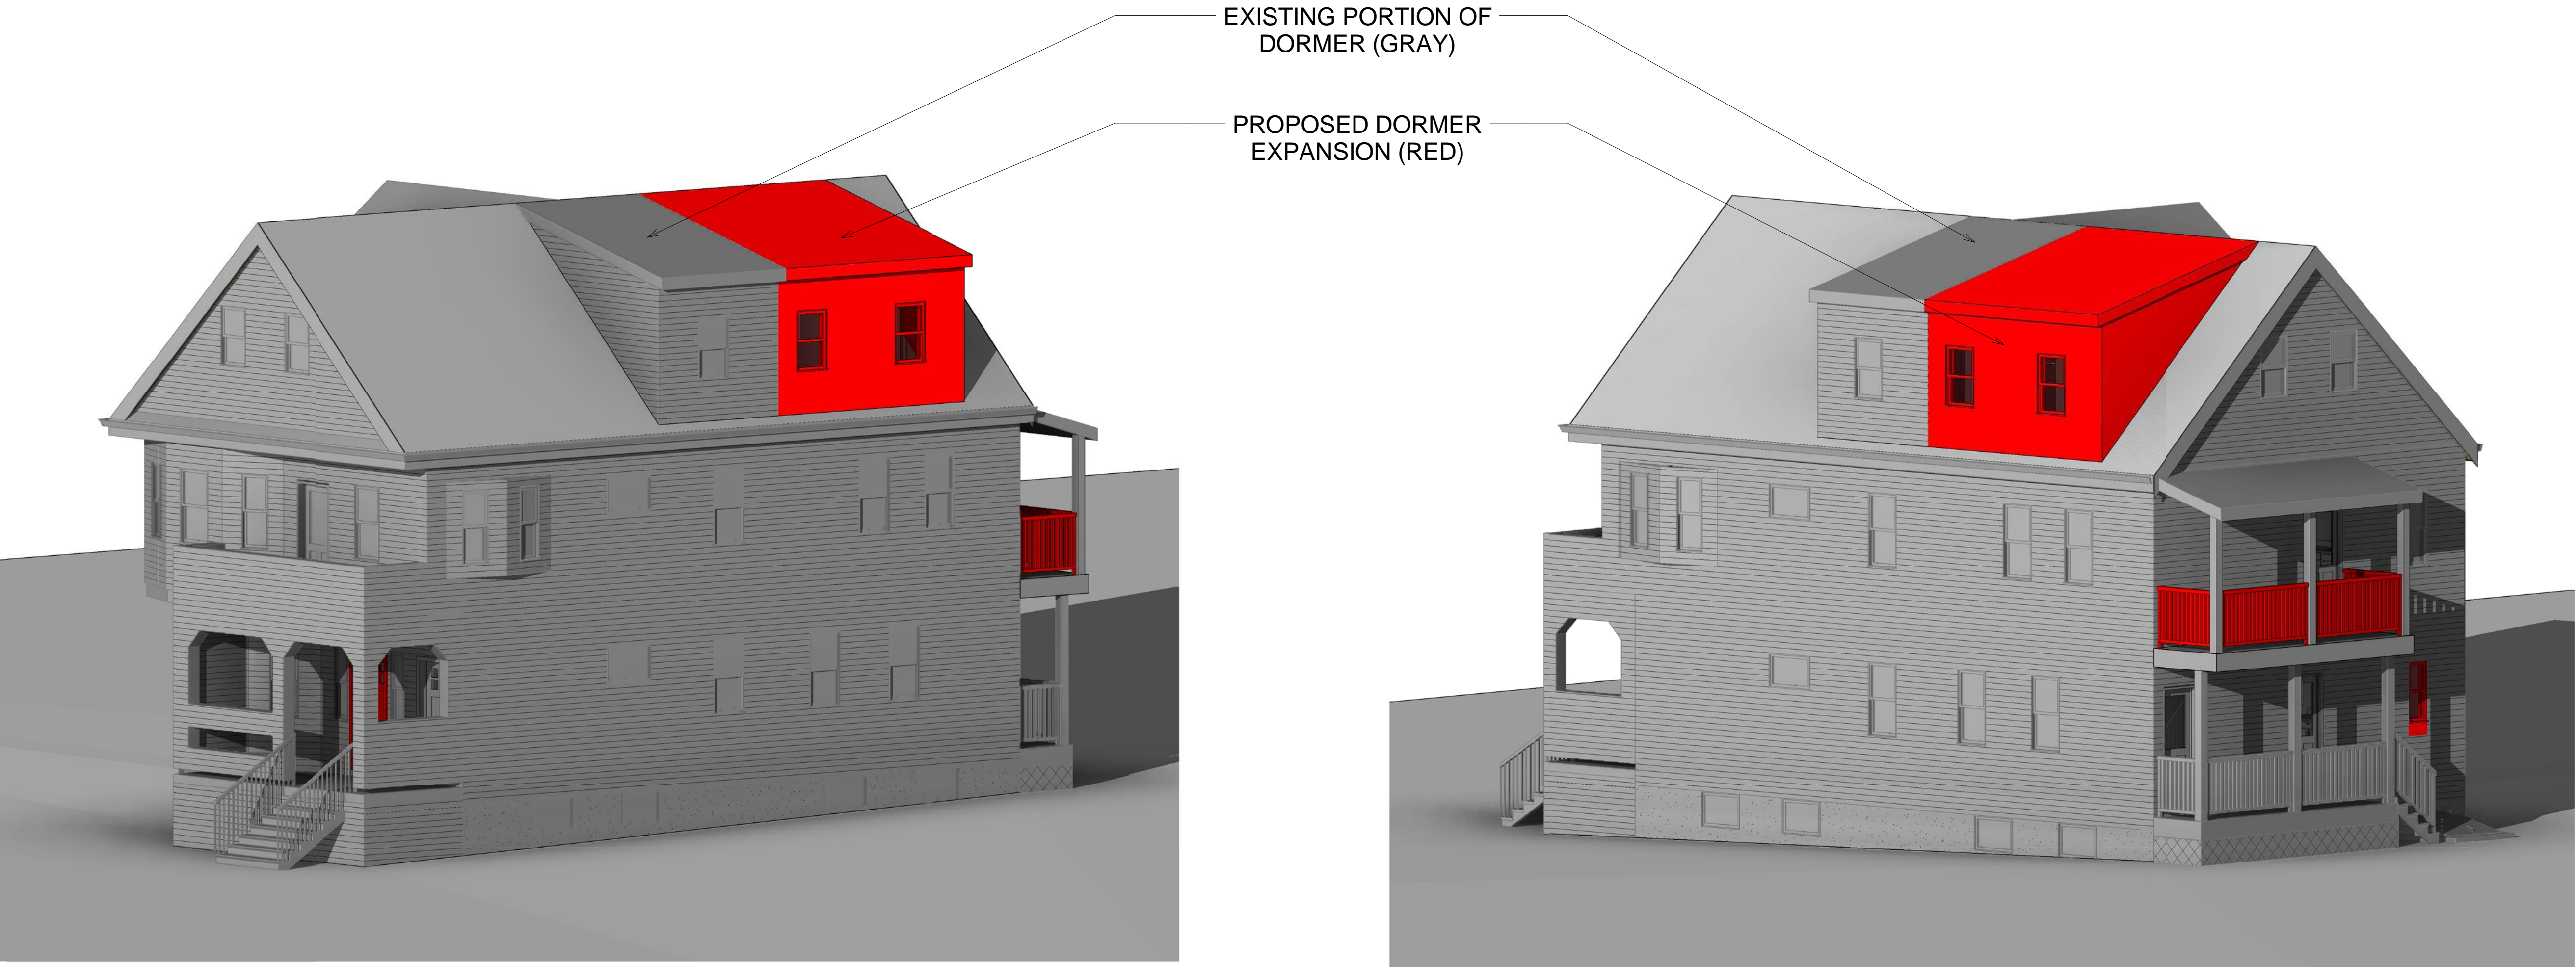 EXISTING PORTION OF
DORMER (GRAY)
PROPOSED DORMER
EXPANSION (RED)